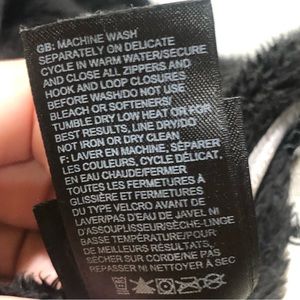 GB: MACHINE WASH
SEPARATELY ON DELICATE
CYCLE IN WARM WATER/SECURE
AND CLOSE ALL ZIPPERS AND
HOOK AND LOOP CLOSURES
BEFORE WASH/DO NOT USE
BLEACH OR SOFTENERS/
TUMBLE DRY LOW HEAT OR FOR
BEST RESULTS, LINE DRY/DO
NOT IRON OR DRY CLEAN
F: LAVER EN MACHINE, SÉPARER
LES COULEURS, CYCLE DÉLICAT,
EN EAU CHAUDE/FERMER
TOUTES LES FERMETURES À
GLISSIÈRE ET FERMETURES
DU TYPE VELCRO AVANT DE
LAVER/PAS D'EAU DE JAVEL NI
D'ASSOUPLISSEUR/SÈCHE-LINGE
BASSE TEMPÉRATURE/POUR
DE MEILLEURS RÉSULTATS,
SÉCHER SUR CORDE/NE PAS
REPASSER NI NETTOYER À SEC